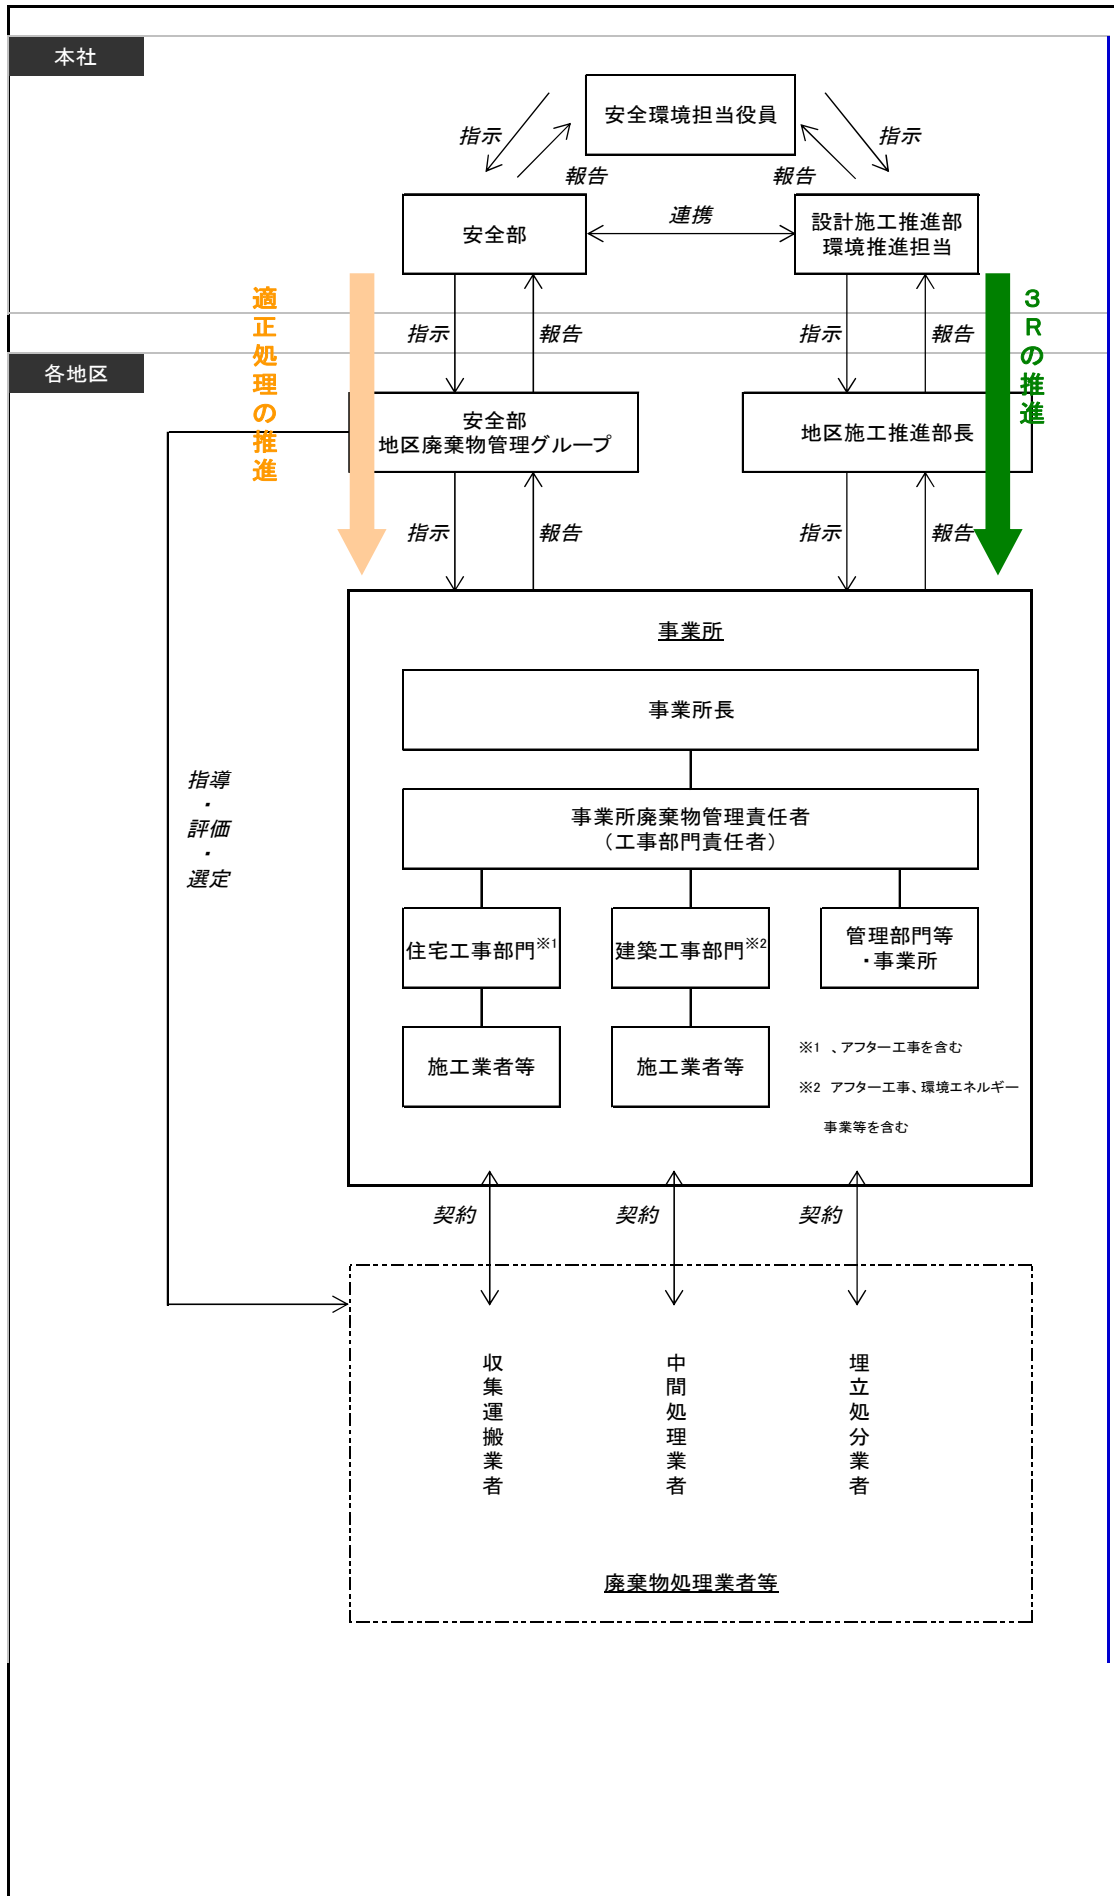 本社
安全環境担当役員
指示
指示
報告
報告
安全部
連携
設計施工推進部
環境推進担当
適正処理の推進
3Rの推進
指示
報告
指示
報告
各地区
安全部
地区廃棄物管理グループ
地区施工推進部長
指示
報告
指示
報告
事業所
事業所長
指導
・
評価
・
選定
事業所廃棄物管理責任者
（工事部門責任者）
住宅工事部門※1
建築工事部門※2
管理部門等
・事業所
施工業者等
施工業者等
※1　、アフター工事を含む
※2　アフター工事、環境エネルギー
事業等を含む
契約
契約
契約
収集運搬業者
中間処理業者
埋立処分業者
廃棄物処理業者等